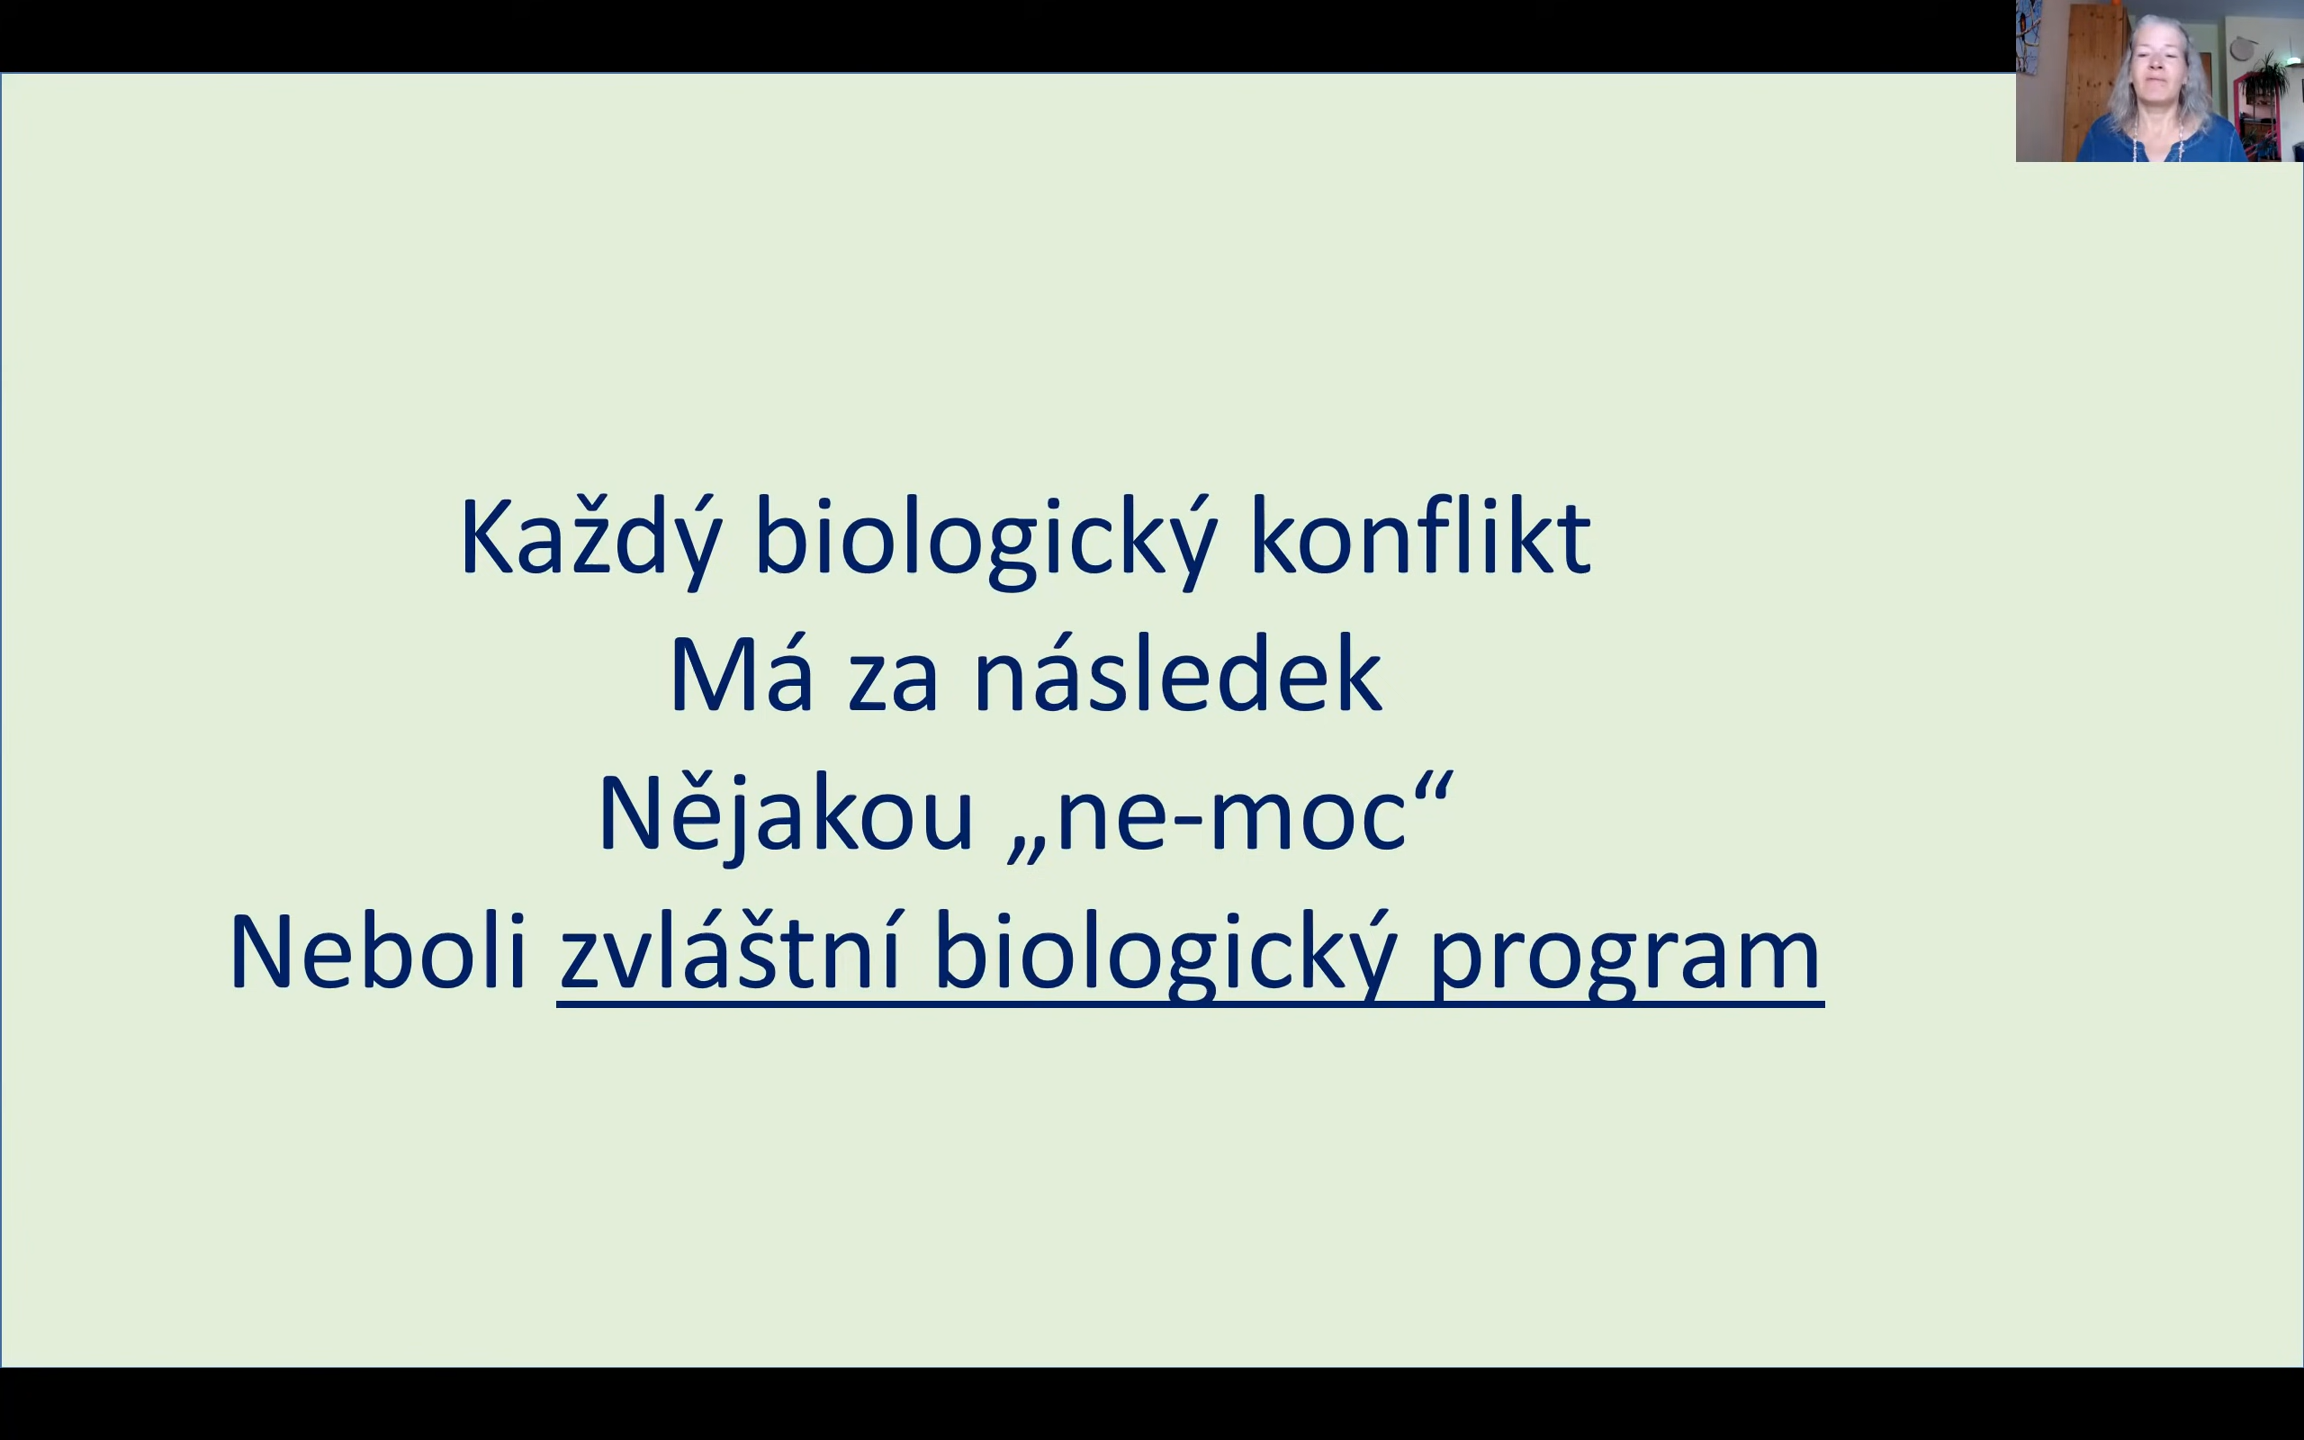 Každý biologický konflikt
Má za následek
Nějakou „ne-moc“
Neboli zvláštní biologický program